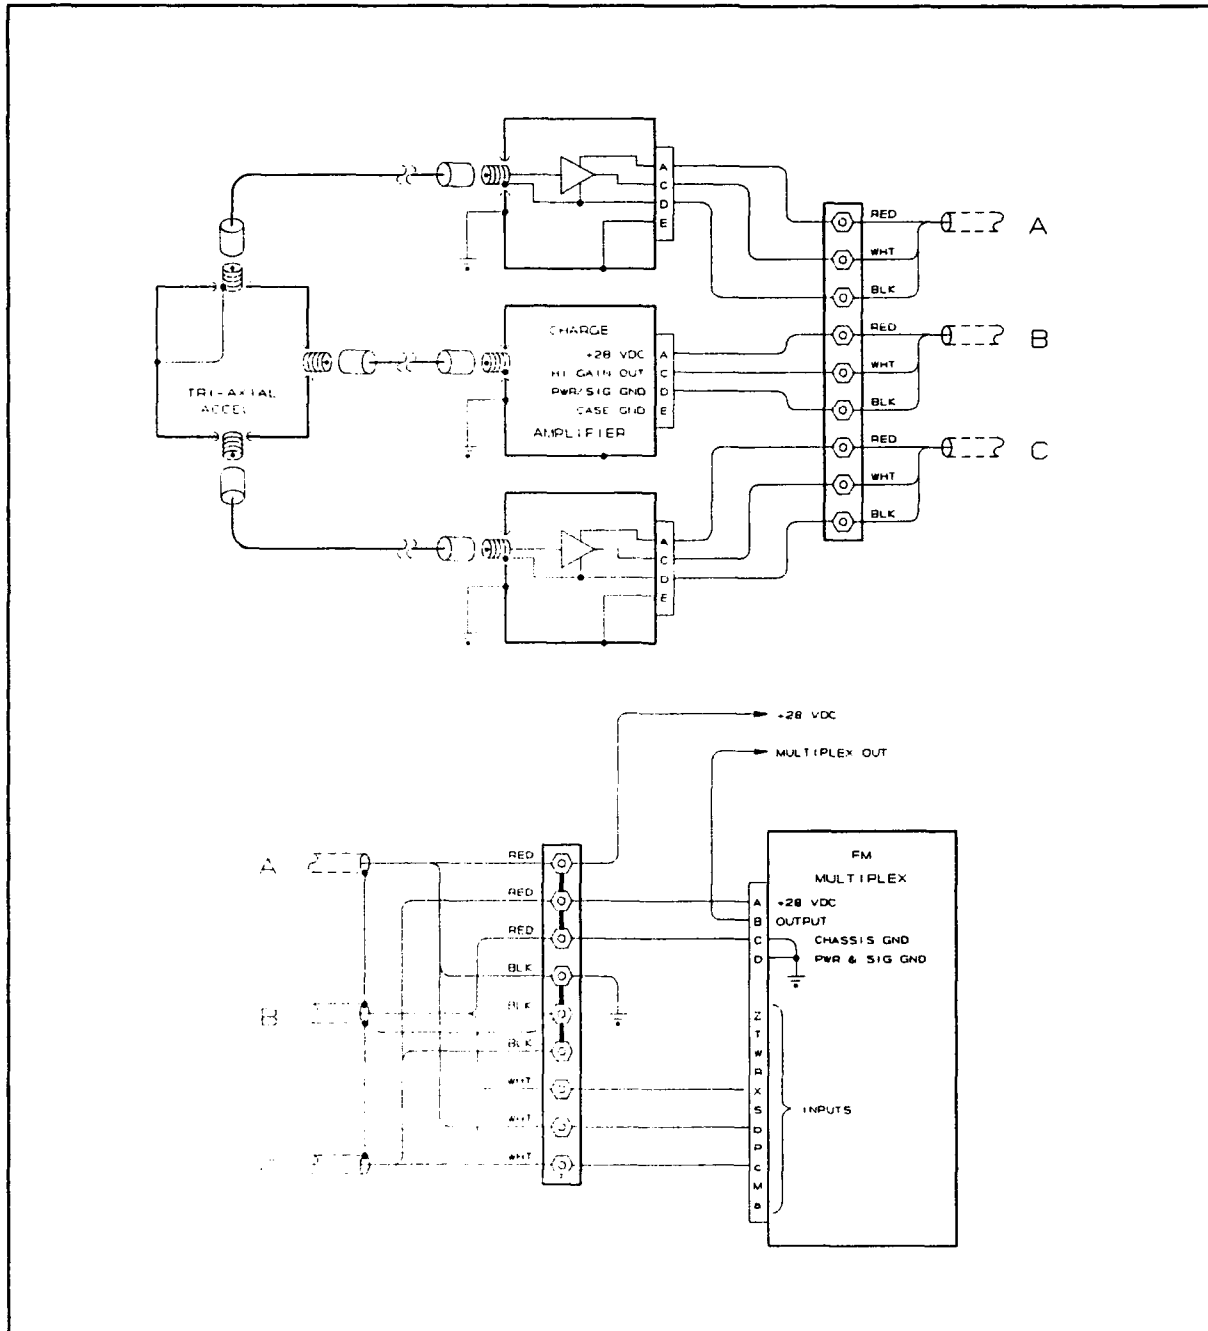 A
C
D
E
RED
WHT
BLK
A
CHARGE
+28 VDC
HI GAIN OUT
PWR/SIG GND
CASE GND
AMPLIFIER
A
C
D
E
RED
WHT
BLK
B
TRI-AXIAL
ACCEL
RED
WHT
BLK
C
A
C
D
E
+28 VDC
MULTIPLEX OUT
A
B
RED
RED
RED
BLK
BLK
BLK
WHT
WHT
WHT
FM
MULTIPLEX
A +28 VDC
B OUTPUT
C CHASSIS GND
D PWR & SIG GND
Z
T
W
R
X
S
D
P
C
M
INPUTS